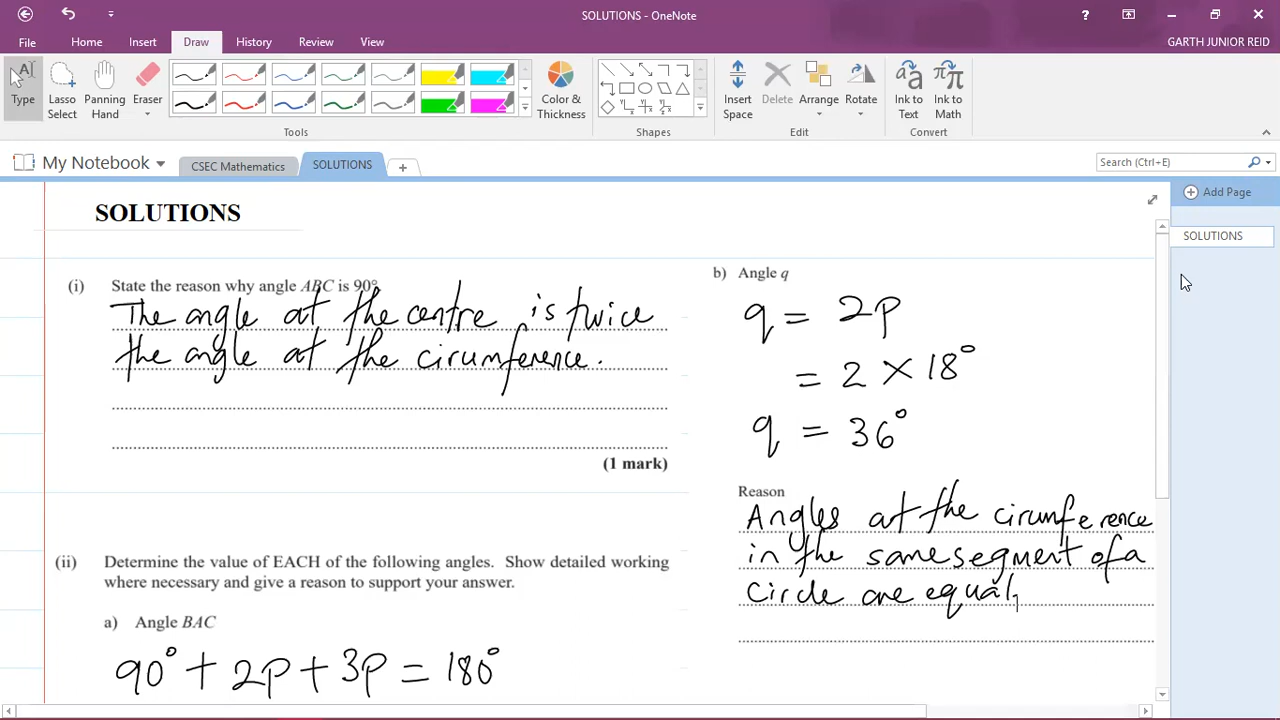 SOLUTIONS - OneNote
?
GARTH JUNIOR REID
File Home Insert Draw History Review View
Type
Lasso Select
Panning Hand
Eraser
Color & Thickness
Insert Space
Delete
Arrange
Rotate
Ink to Text
Ink to Math
Tools Shapes Edit Convert
My Notebook CSEC Mathematics SOLUTIONS
Search (Ctrl+E)
Add Page
SOLUTIONS
SOLUTIONS
(i) State the reason why angle ABC is 90°.
The angle at the centre is twice
the angle at the cirumference.
(1 mark)
(ii) Determine the value of EACH of the following angles. Show detailed working
where necessary and give a reason to support your answer.
a) Angle BAC
90° + 2p + 3p = 180°
b) Angle q
q = 2p
= 2 × 18°
q = 36°
Reason
Angles at the cirumference
in the same segment of a
circle are equal,